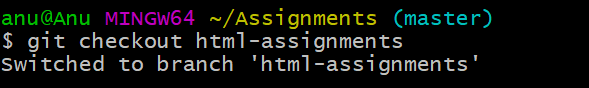 anu@Anu MINGW64 ~/Assignments (master)
$ git checkout html-assignments
Switched to branch 'html-assignments'